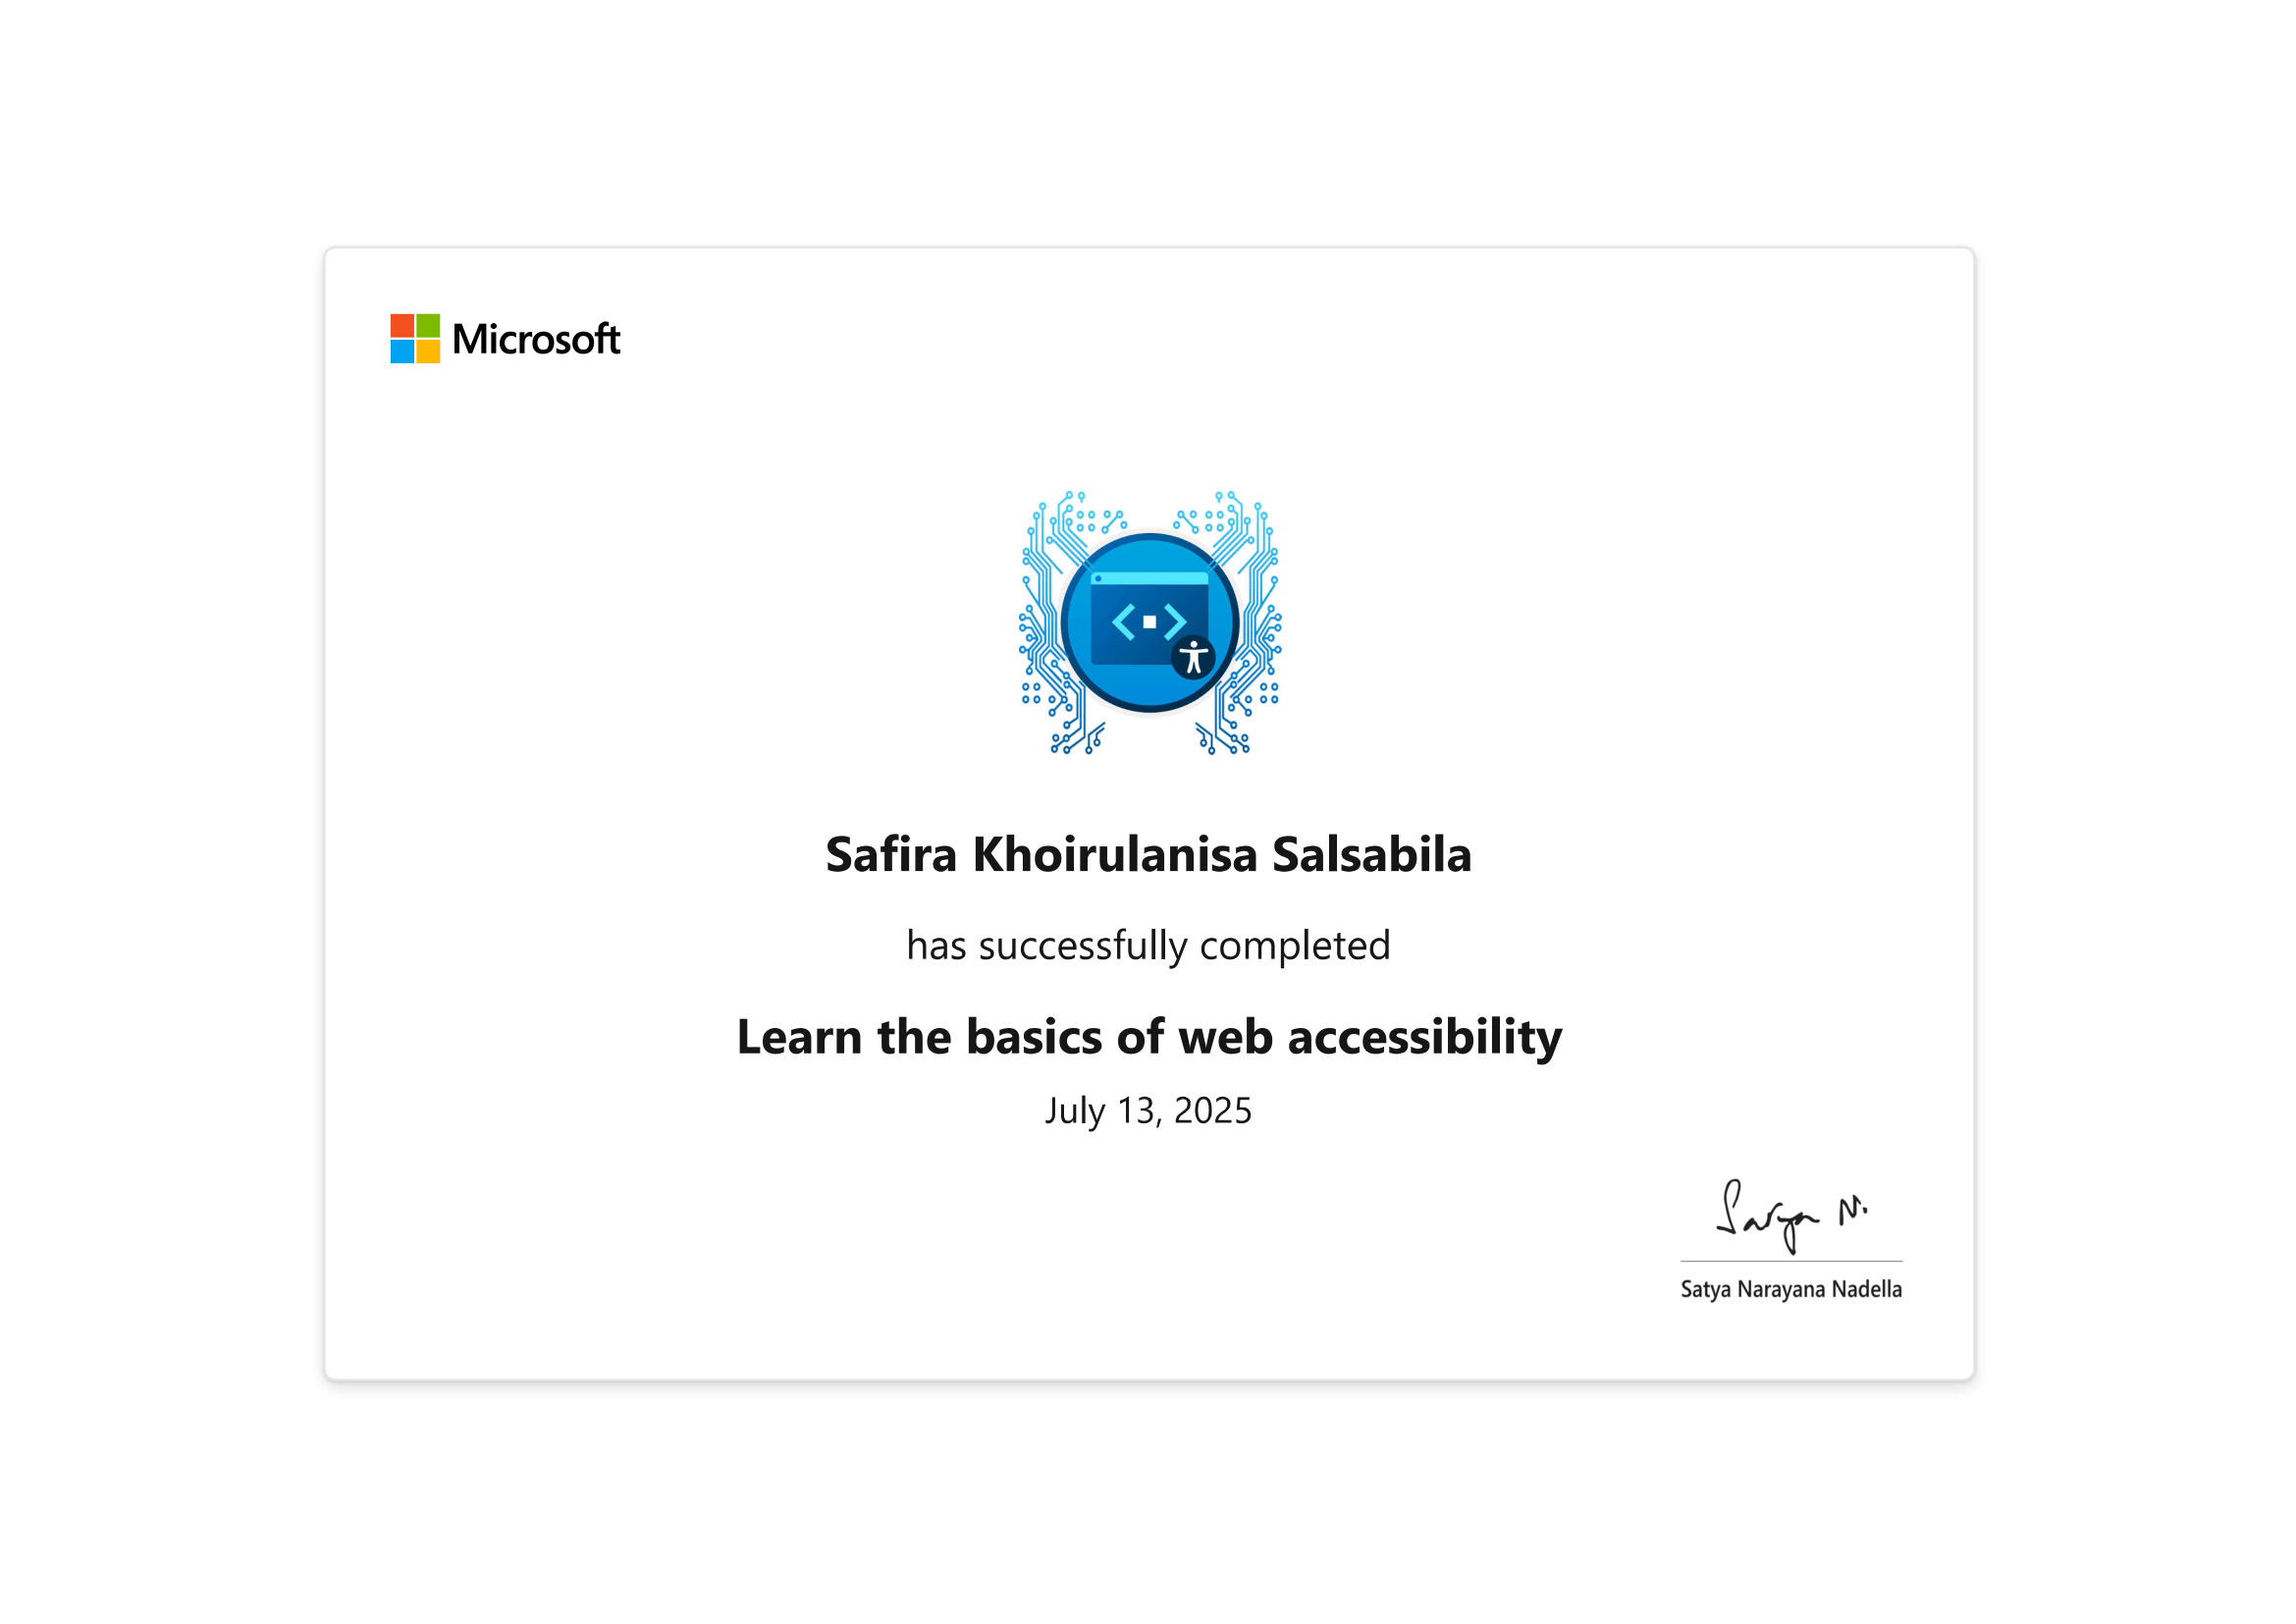 Microsoft
Safira Khoirulanisa Salsabila
has successfully completed
Learn the basics of web accessibility
July 13, 2025
Satya N.
Satya Narayana Nadella